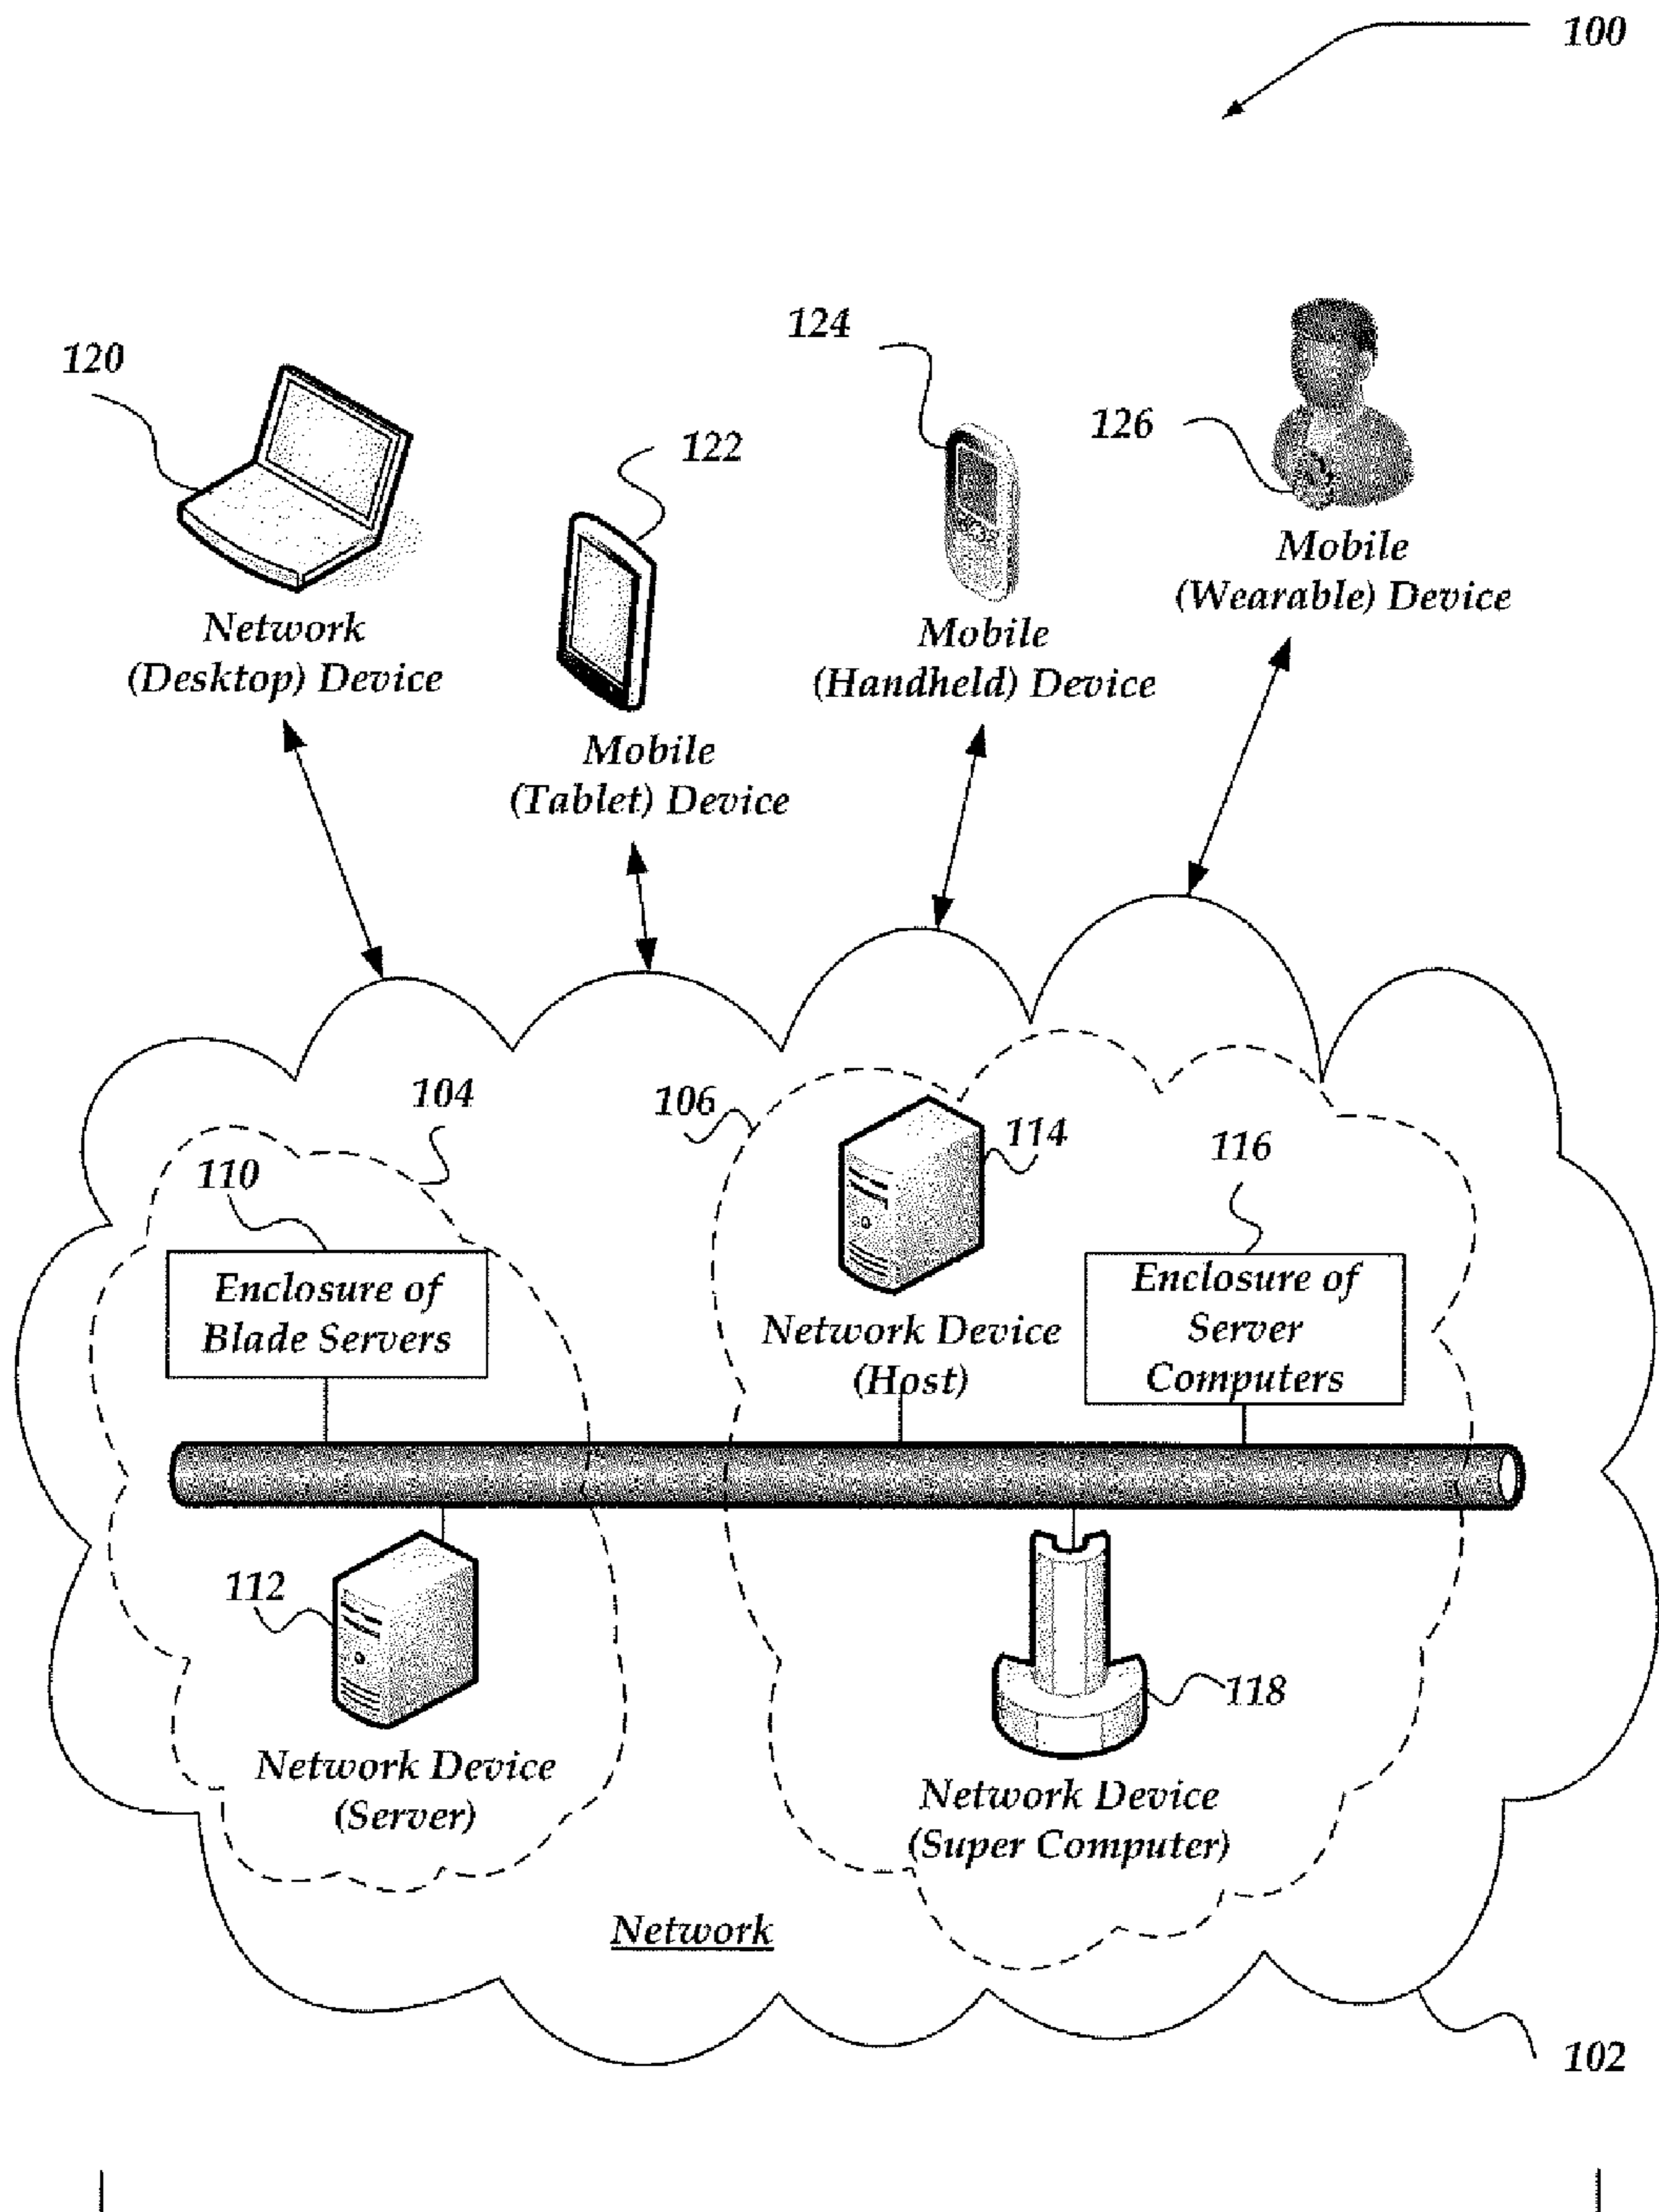 100
120
124
126
122
Mobile
(Wearable) Device
Network
(Desktop) Device
Mobile
(Handheld) Device
Mobile
(Tablet) Device
104
106
114
116
110
Enclosure of
Blade Servers
Network Device
(Host)
Enclosure of
Server
Computers
112
118
Network Device
(Server)
Network Device
(Super Computer)
Network
102